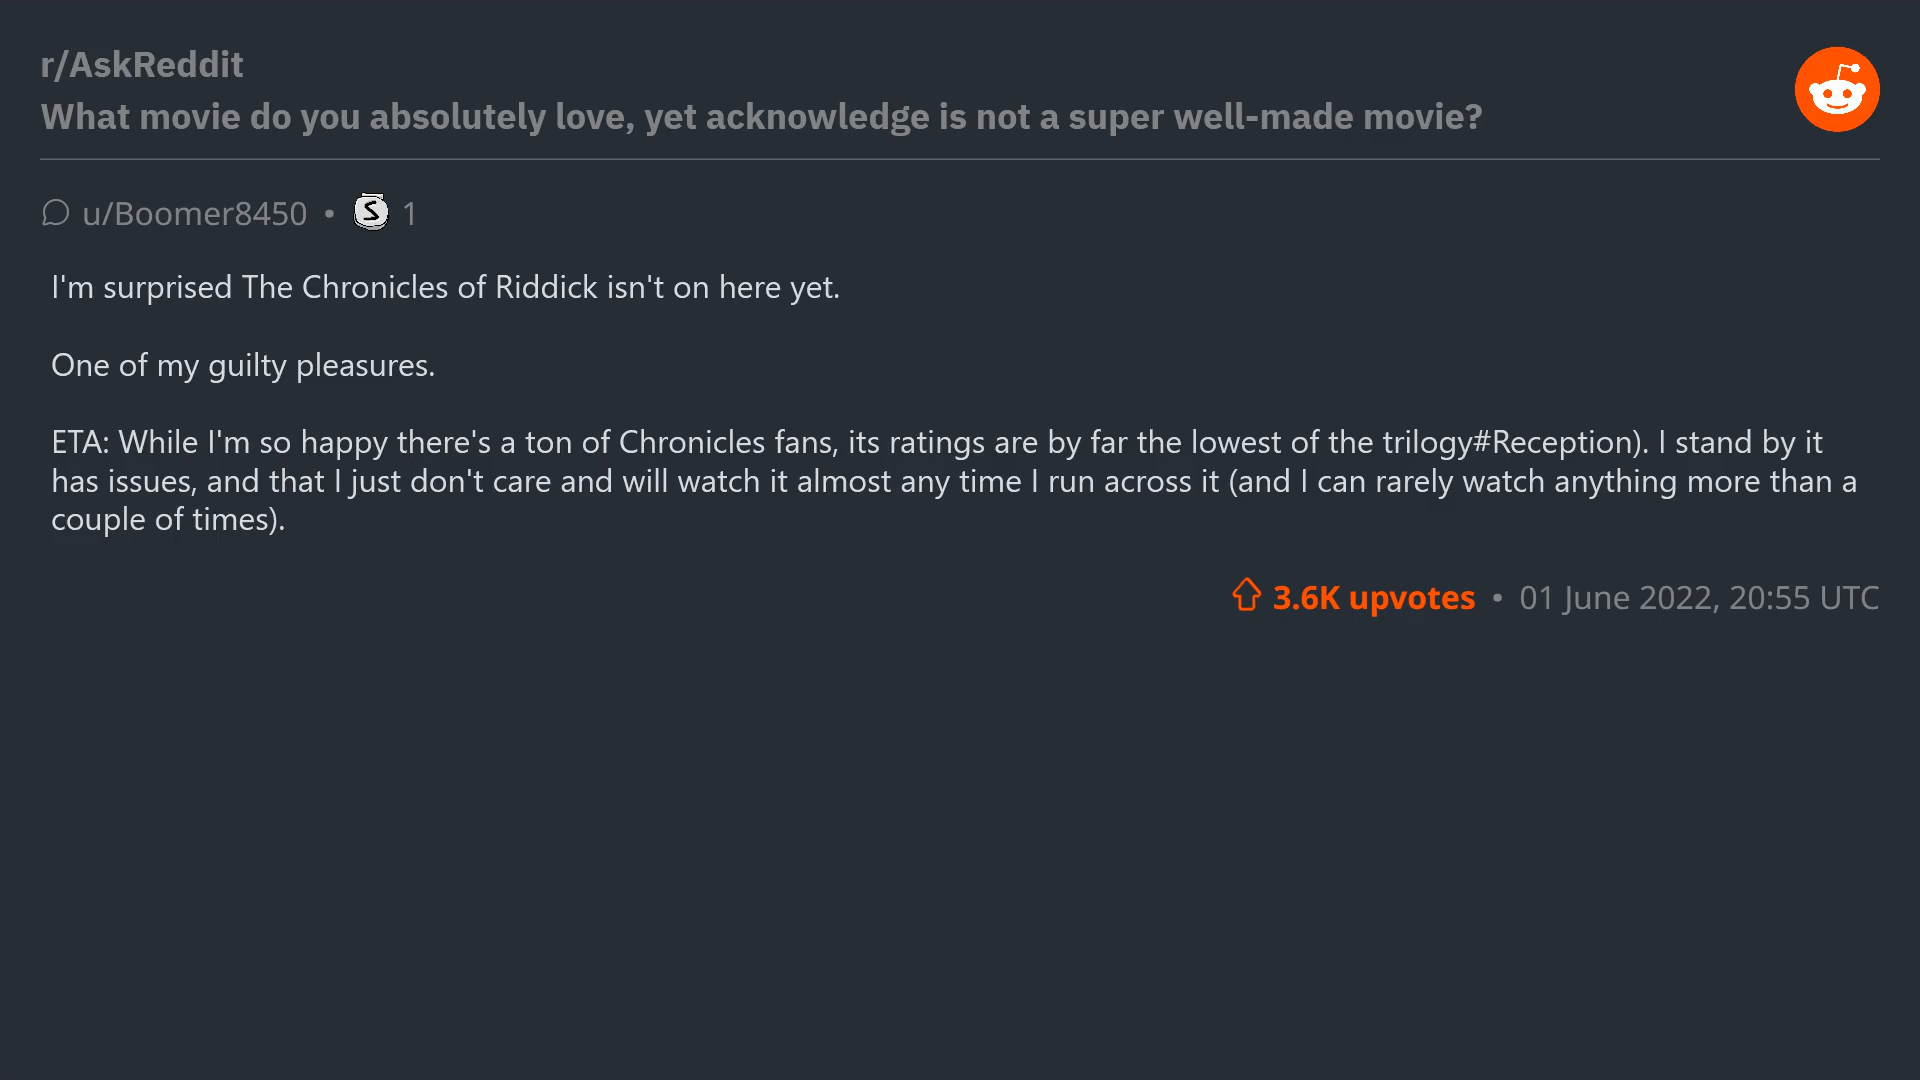 r/AskReddit
What movie do you absolutely love, yet acknowledge is not a super well-made movie?
u/Boomer8450 • S 1
I'm surprised The Chronicles of Riddick isn't on here yet.
One of my guilty pleasures.
ETA: While I'm so happy there's a ton of Chronicles fans, its ratings are by far the lowest of the trilogy#Reception). I stand by it
has issues, and that I just don't care and will watch it almost any time I run across it (and I can rarely watch anything more than a
couple of times).
3.6K upvotes • 01 June 2022, 20:55 UTC